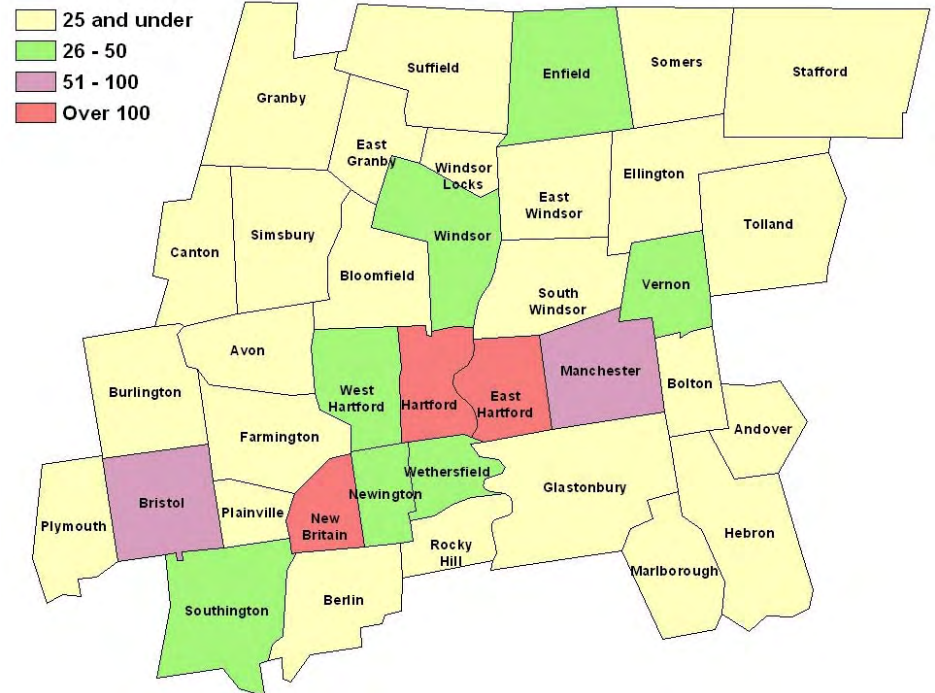 25 and under
26 - 50
51 - 100
Over 100
Suffield
Enfield
Somers
Stafford
Granby
East
Granby
Windsor
Locks
Ellington
East
Windsor
Tolland
Simsbury
Windsor
Canton
Bloomfield
Vernon
South
Windsor
Avon
Manchester
Bolton
Burlington
West
Hartford
Hartford
East
Hartford
Andover
Farmington
Wethersfield
Glastonbury
Newington
Bristol
Plainville
Plymouth
New
Britain
Hebron
Rocky
Hill
Marlborough
Berlin
Southington